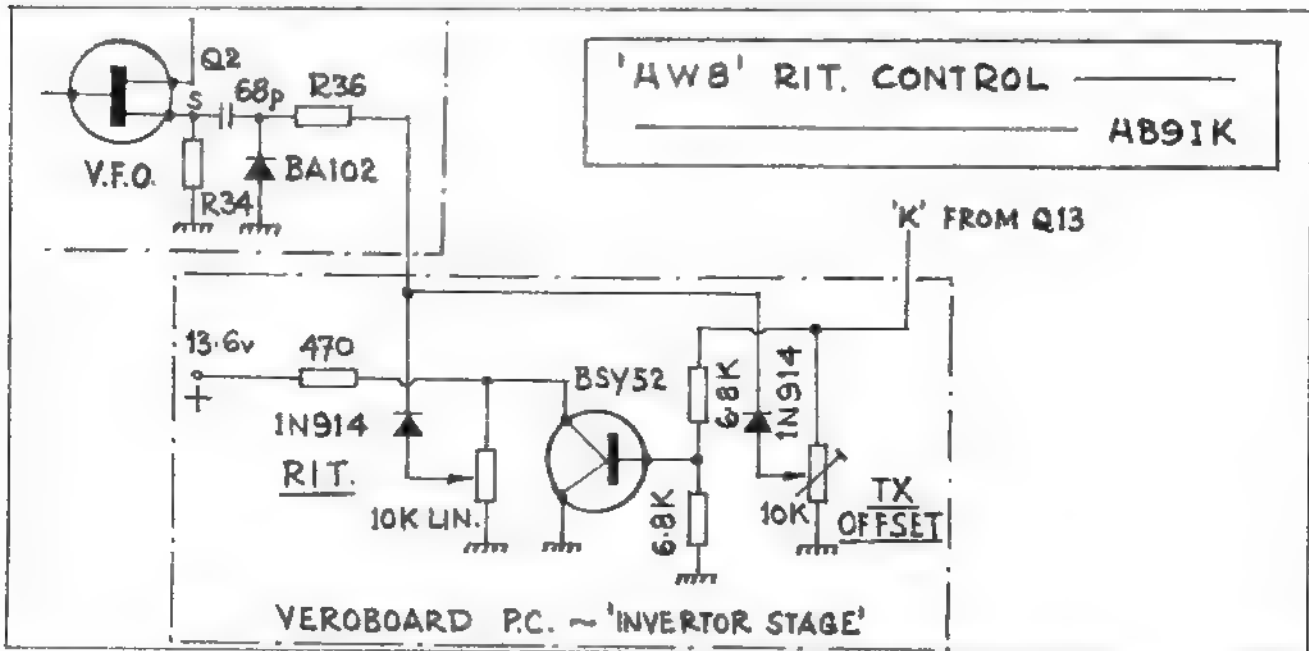 'HW8' RIT. CONTROL
HB9IK
Q2
S
68p
R36
V.F.O.
R34
BA102
'K' FROM Q13
13.6v
+
470
1N914
RIT.
10K LIN.
BSY52
6.8K
6.8K
1N914
10K
TX
OFFSET
VEROBOARD P.C. ~ 'INVERTOR STAGE'